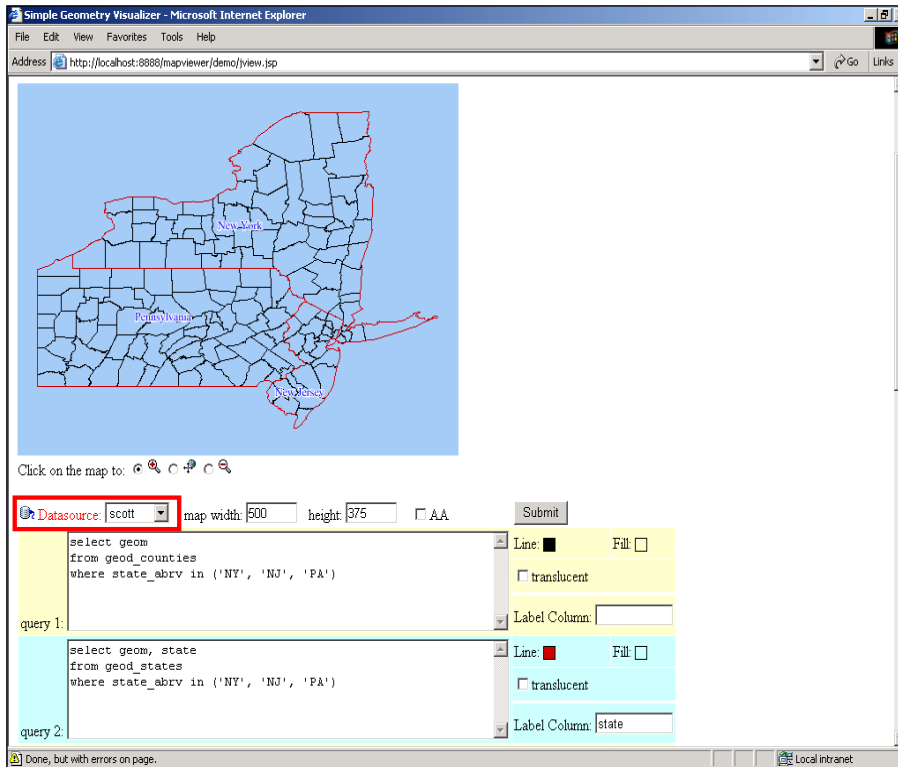 Simple Geometry Visualizer - Microsoft Internet Explorer
File Edit View Favorites Tools Help
Address http://localhost:8888/mapviewer/demo/jview.jsp Go Links
New York
Pennsylvania
New Jersey
Click on the map to:
Datasource: scott map width: 500 height: 375 AA Submit
select geom
from geod_counties
where state_abrv in ('NY', 'NJ', 'PA')
query 1:
Line: Fill:
translucent
Label Column:
select geom, state
from geod_states
where state_abrv in ('NY', 'NJ', 'PA')
query 2:
Line: Fill:
translucent
Label Column: state
Done, but with errors on page. Local intranet